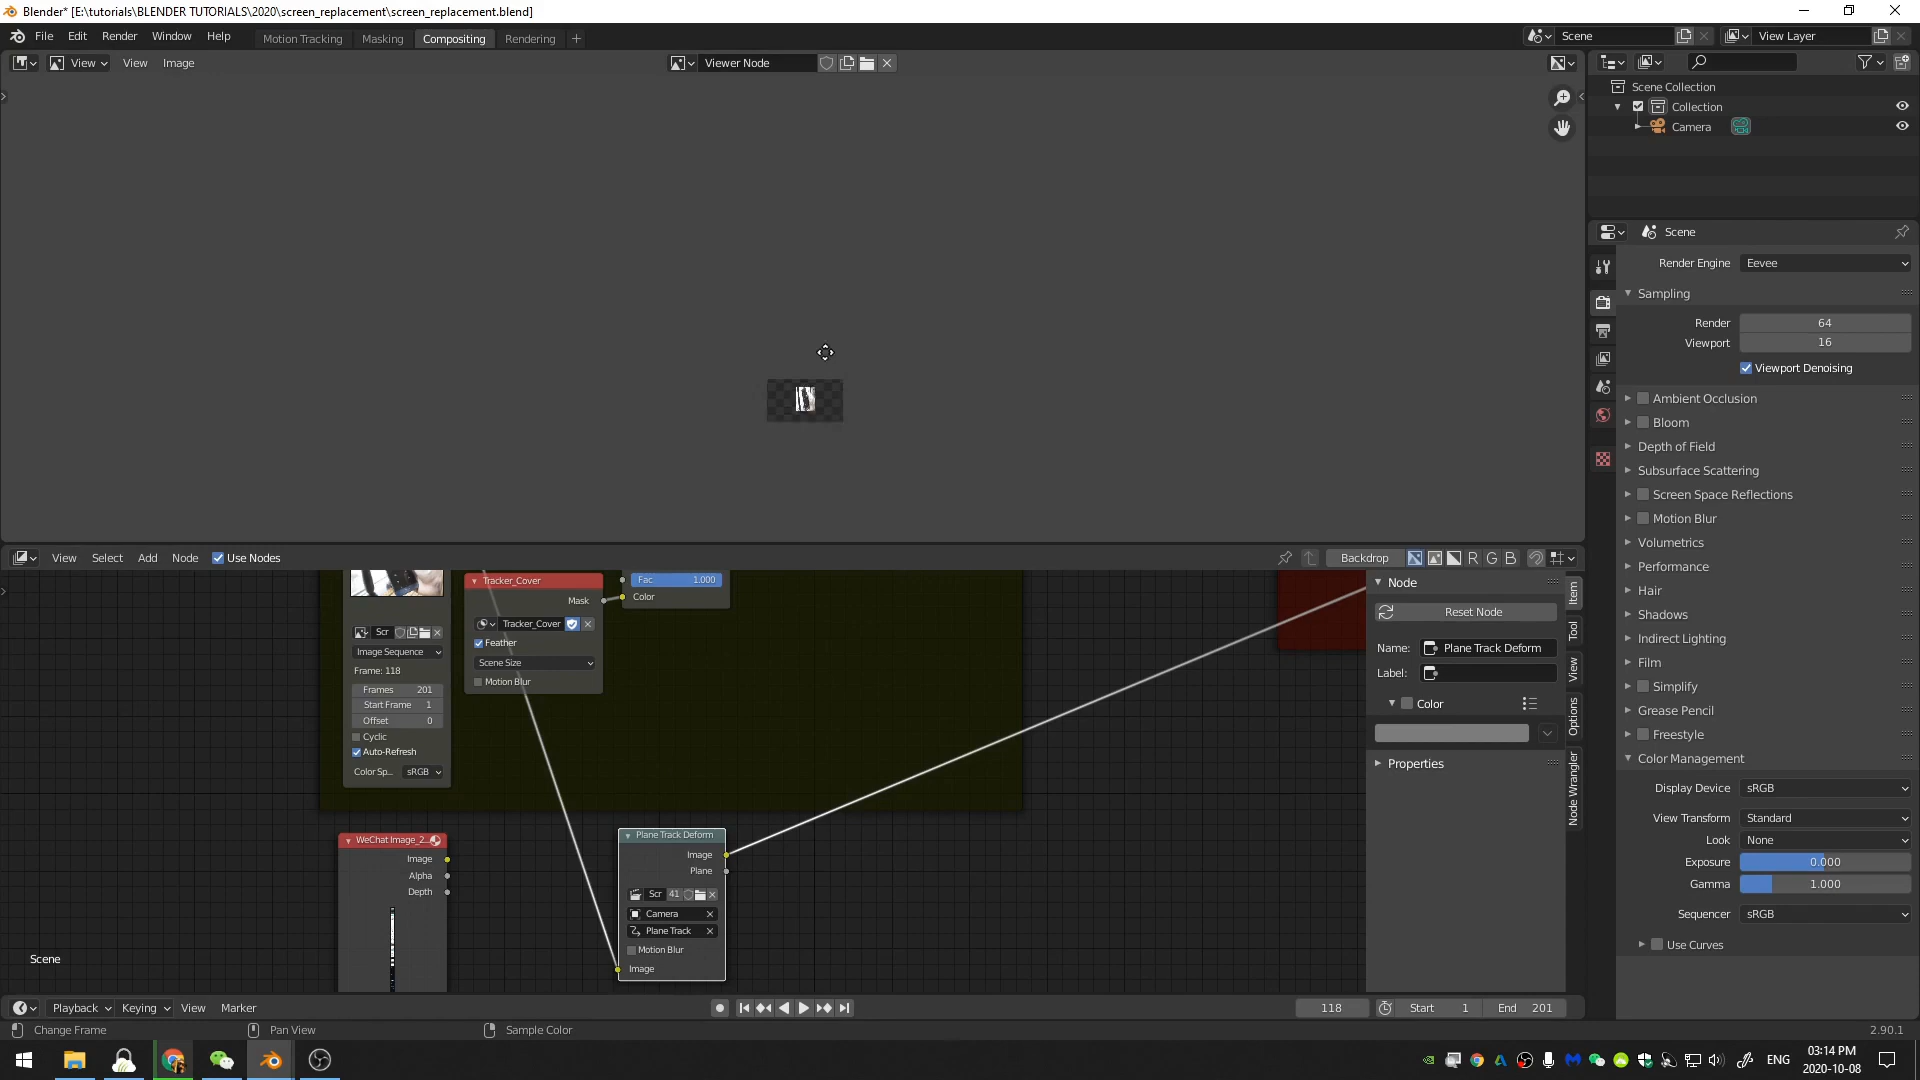 Blender* [E:\tutorials\BLENDER TUTORIALS\2020\screen_replacement\screen_replacement.blend]
File Edit Render Window Help Motion Tracking Masking Compositing Rendering + Scene View Layer
View View Image Viewer Node
Scene Collection
Collection
Camera
Scene
Render Engine Eevee
Sampling
Render 64
Viewport 16
Viewport Denoising
Ambient Occlusion
Bloom
Depth of Field
Subsurface Scattering
Screen Space Reflections
Motion Blur
Volumetrics
Performance
Hair
Shadows
Indirect Lighting
Film
Simplify
Grease Pencil
Freestyle
Color Management
Display Device sRGB
View Transform Standard
Look None
Exposure 0.000
Gamma 1.000
Sequencer sRGB
Use Curves
View Select Add Node Use Nodes Backdrop R G B
Tracker_Cover
Mask
Tracker_Cover
Feather
Scene Size
Motion Blur
Fac 1.000
Color
Scr
Image Sequence
Frame: 118
Frames 201
Start Frame 1
Offset 0
Cyclic
Auto-Refresh
Color Sp... sRGB
WeChat Image_2...
Image
Alpha
Depth
Plane Track Deform
Image
Plane
Scr 41
Camera
Plane Track
Motion Blur
Image
Node
Reset Node
Name: Plane Track Deform
Label:
Color
Properties
Item
Tool
View
Options
Node Wrangler
Scene
Playback Keying View Marker 118 Start 1 End 201
Change Frame Pan View Sample Color 2.90.1
ENG
03:14 PM
2020-10-08